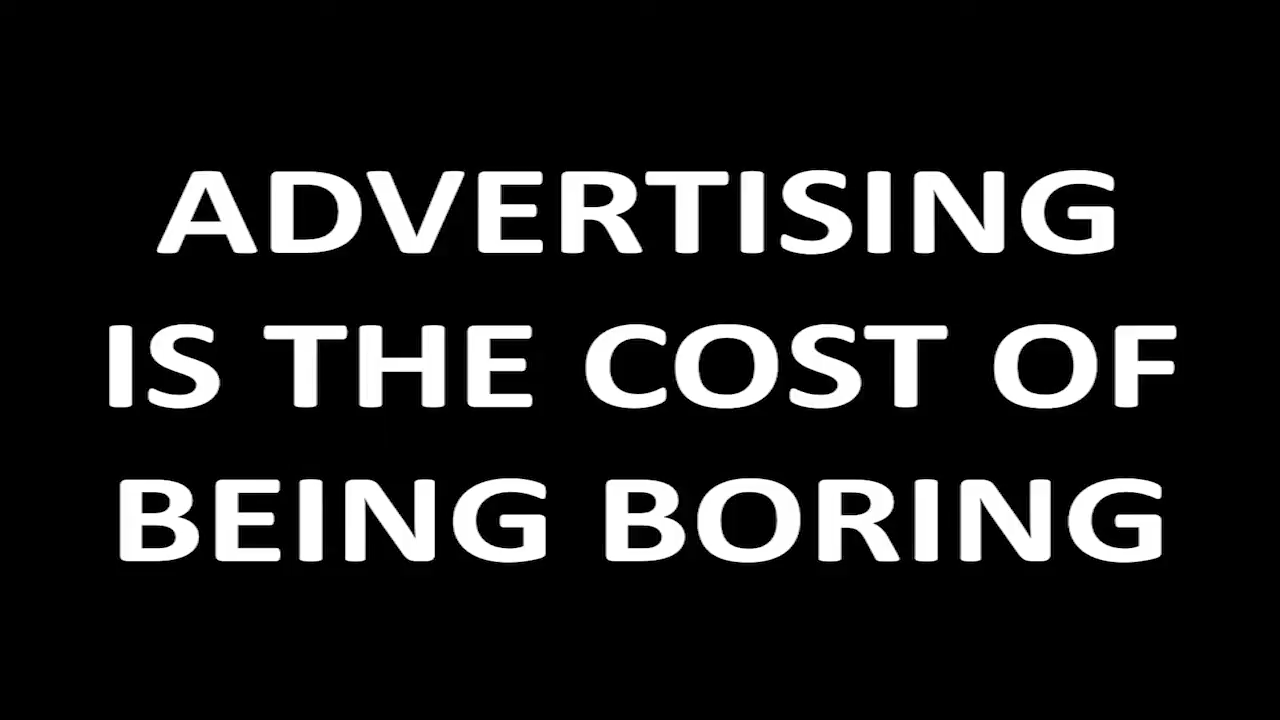 ADVERTISING
IS THE COST OF
BEING BORING